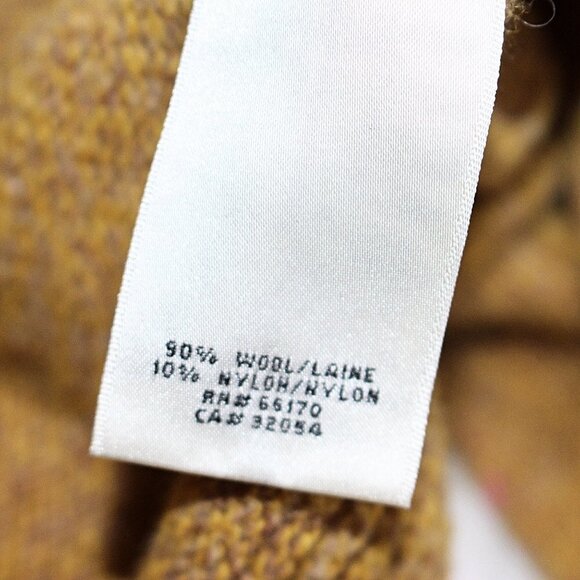 90% WOOL/LAINE
10% NYLON/NYLON
RN# 66170
CA# 32054